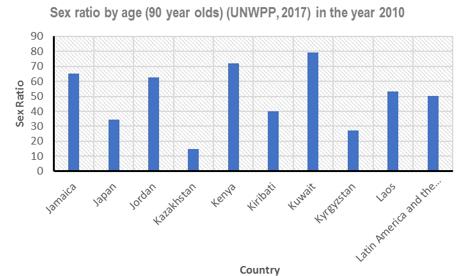 Sex ratio by age (90 year olds) (UNWPP, 2017) in the year 2010
90
80
70
60
50
40
30
20
10
0
Sex Ratio
Jamaica
Japan
Jordan
Kazakhstan
Kenya
Kiribati
Kuwait
Kyrgyzstan
Laos
Latin America and the...
Country